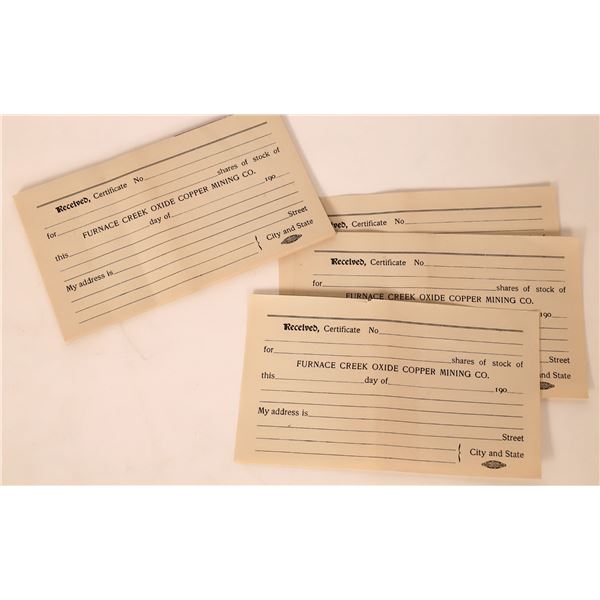 Received, Certificate No
for shares of stock of
FURNACE CREEK OXIDE COPPER MINING CO.
this day of 190
My address is
Street
City and State
Received, Certificate No
Received, Certificate No
for shares of stock of
FURNACE CREEK OXIDE COPPER MINING CO.
190
nd State
Received, Certificate No
for shares of stock of
FURNACE CREEK OXIDE COPPER MINING CO.
this day of 190
My address is
Street
City and State